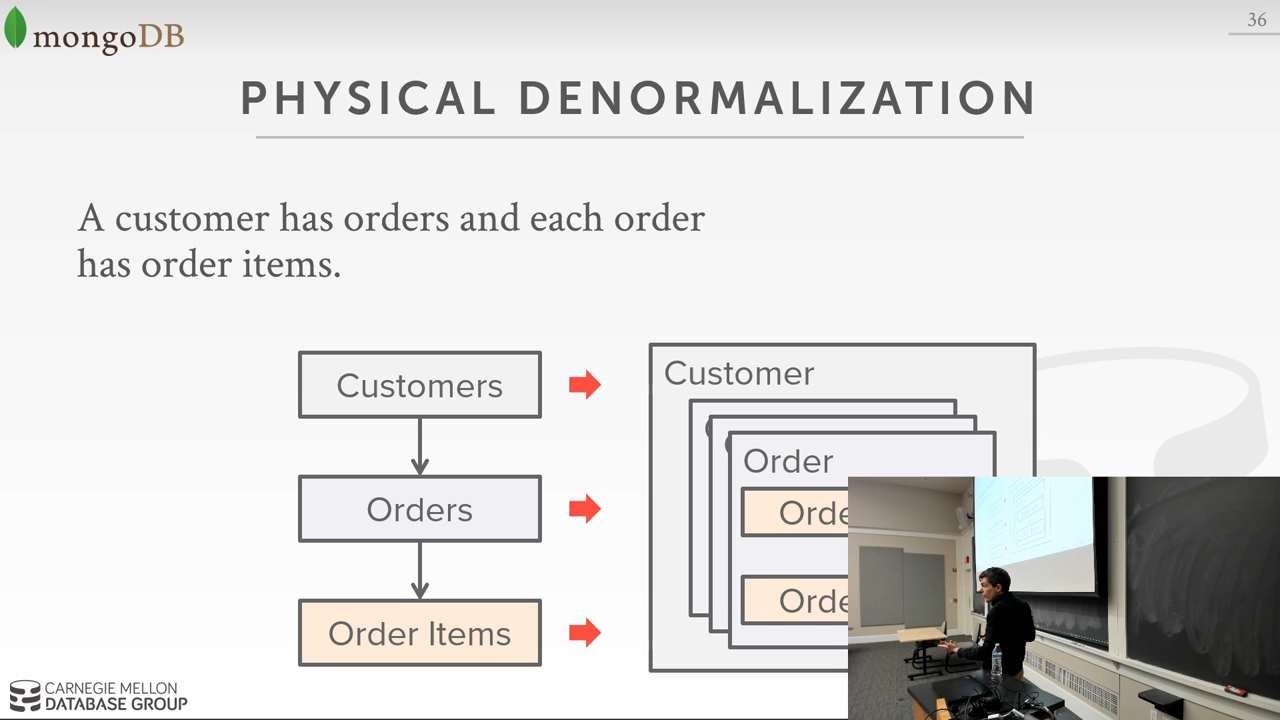 mongoDB
36
PHYSICAL DENORMALIZATION
A customer has orders and each order
has order items.
Customers
Orders
Order Items
Customer
Order
Orde
Orde
CARNEGIE MELLON
DATABASE GROUP